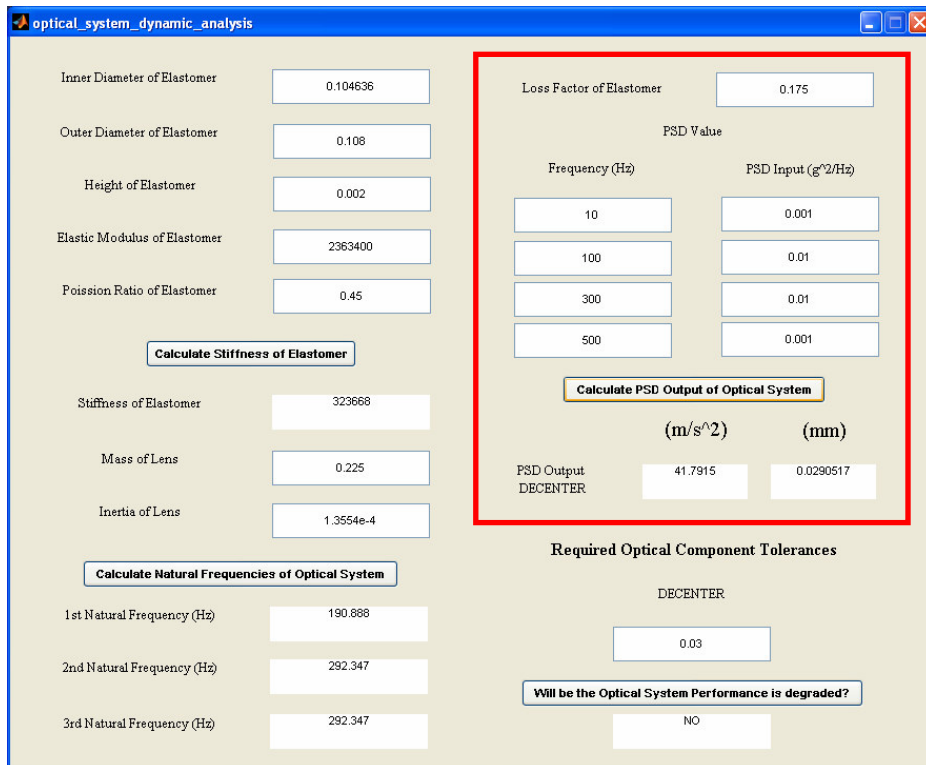 optical_system_dynamic_analysis
Inner Diameter of Elastomer
0.104636
Outer Diameter of Elastomer
0.108
Height of Elastomer
0.002
Elastic Modulus of Elastomer
2363400
Poission Ratio of Elastomer
0.45
Calculate Stiffness of Elastomer
Stiffness of Elastomer
323668
Mass of Lens
0.225
Inertia of Lens
1.3554e-4
Calculate Natural Frequencies of Optical System
1st Natural Frequency (Hz)
190.888
2nd Natural Frequency (Hz)
292.347
3rd Natural Frequency (Hz)
292.347
Loss Factor of Elastomer
0.175
PSD Value
Frequency (Hz)
PSD Input (g^2/Hz)
10
0.001
100
0.01
300
0.01
500
0.001
Calculate PSD Output of Optical System
(m/s^2)
(mm)
PSD Output
DECENTER
41.7915
0.0290517
Required Optical Component Tolerances
DECENTER
0.03
Will be the Optical System Performance is degraded?
NO